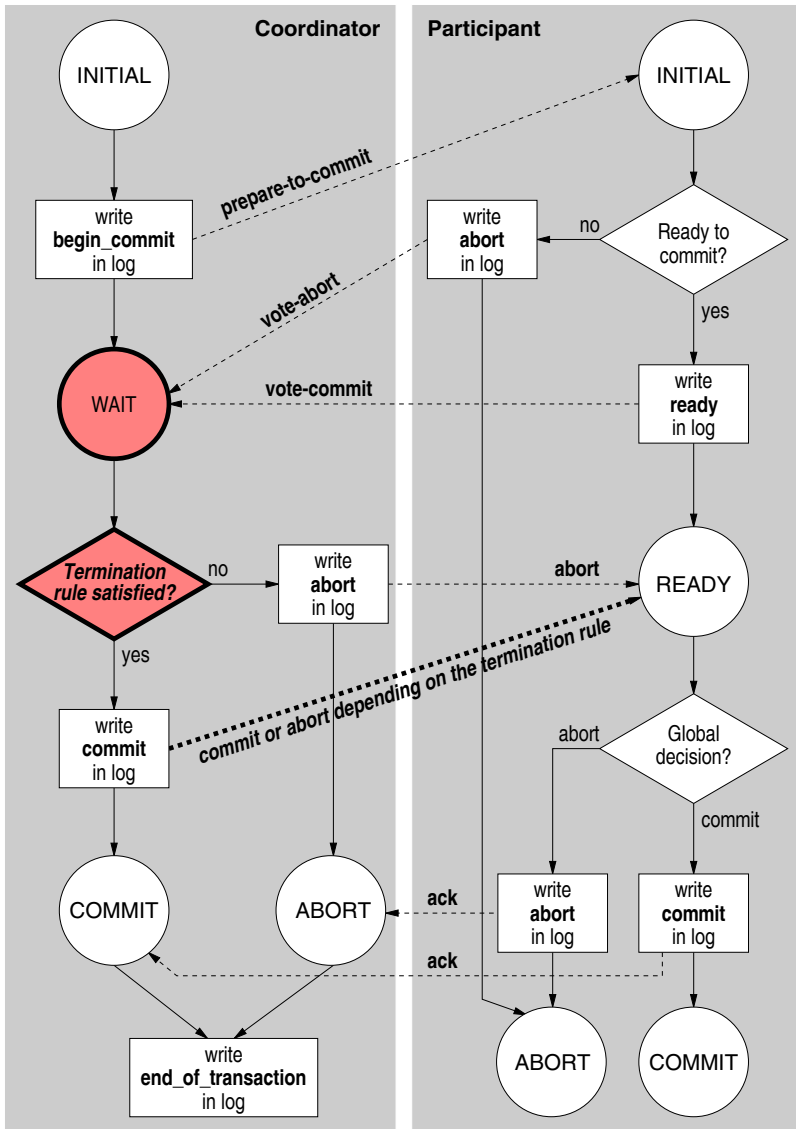 Coordinator
Participant
INITIAL
INITIAL
prepare-to-commit
write
begin_commit
in log
write
abort
in log
no
Ready to
commit?
yes
vote-abort
write
ready
in log
vote-commit
WAIT
Termination
rule satisfied?
no
write
abort
in log
abort
READY
yes
commit or abort depending on the termination rule
write
commit
in log
abort
Global
decision?
commit
COMMIT
ABORT
ack
write
abort
in log
write
commit
in log
ack
write
end_of_transaction
in log
ABORT
COMMIT